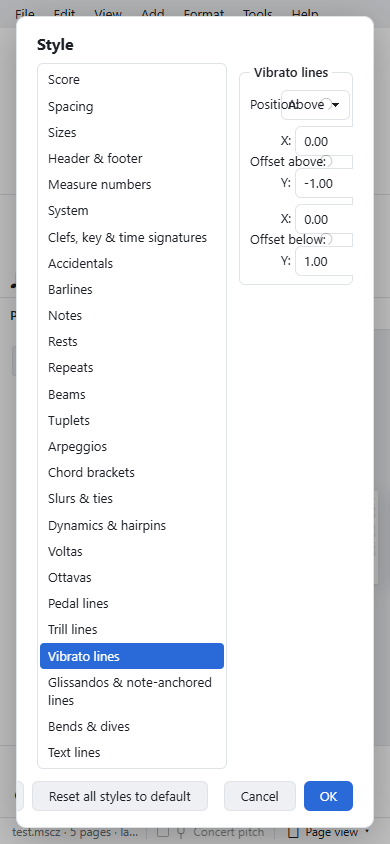 File Edit View Add Format Tools Help
Style
Score
Spacing
Sizes
Header & footer
Measure numbers
System
Clefs, key & time signatures
Accidentals
Barlines
Notes
Rests
Repeats
Beams
Tuplets
Arpeggios
Chord brackets
Slurs & ties
Dynamics & hairpins
Voltas
Ottavas
Pedal lines
Trill lines
Vibrato lines
Glissandos & note-anchored
lines
Bends & dives
Text lines
Vibrato lines
Position: Above
X: 0.00
Offset above:
Y: -1.00
X: 0.00
Offset below:
Y: 1.00
Reset all styles to default
Cancel
OK
test.mscz · 5 pages · la...
Concert pitch
Page view